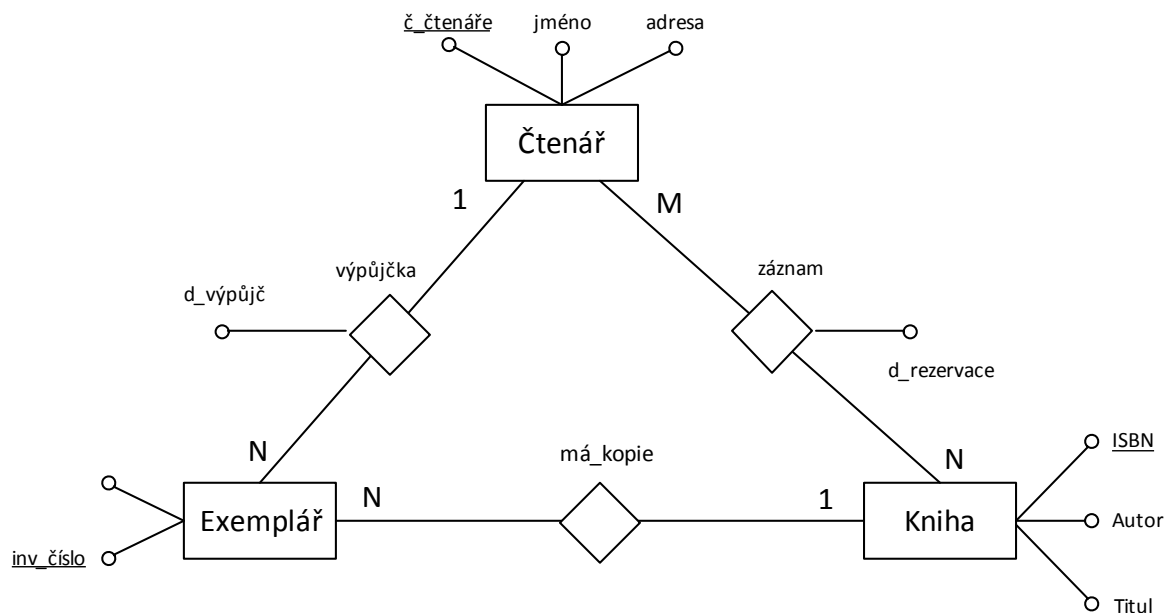 č_čtenáře
jméno
adresa
Čtenář
1
M
výpůjčka
záznam
d_výpůjč
d_rezervace
N
N
má_kopie
N
1
ISBN
Exemplář
Kniha
Autor
inv_číslo
Titul